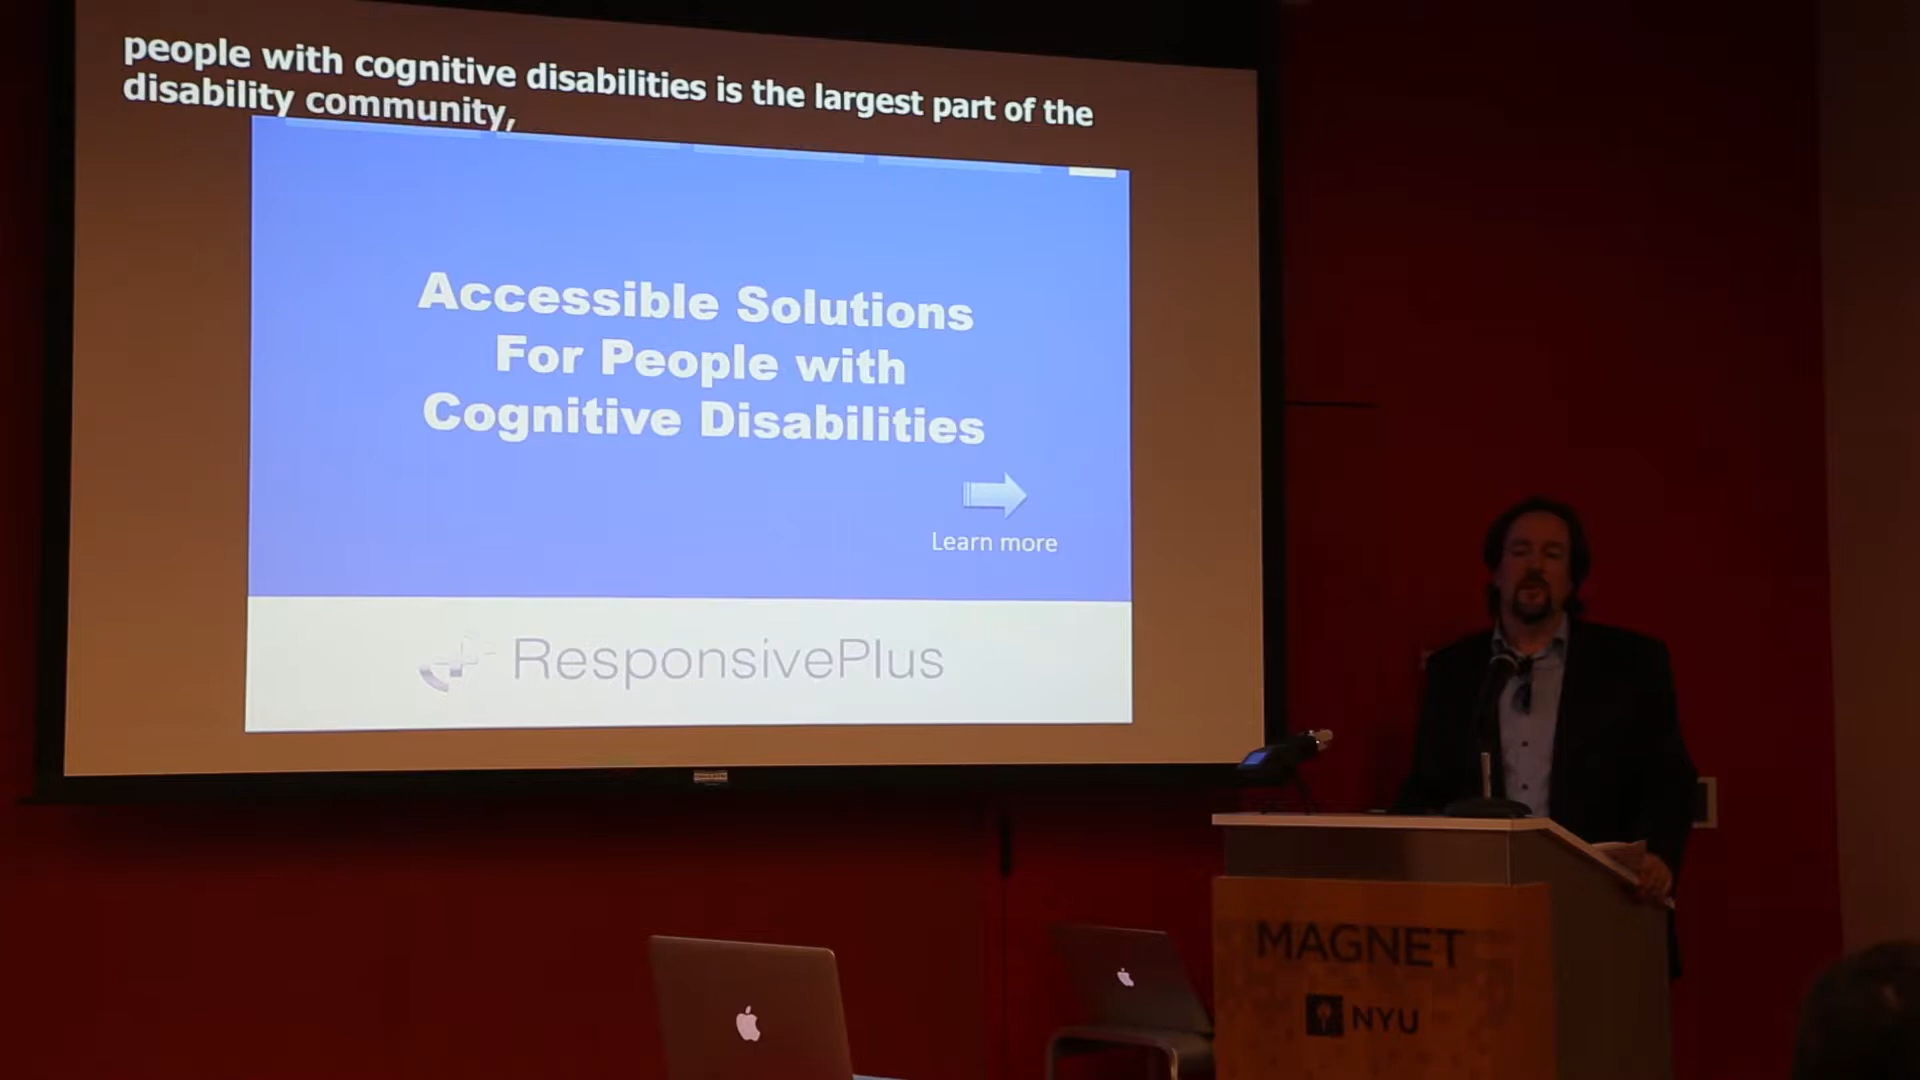 people with cognitive disabilities is the largest part of the
disability community,
Accessible Solutions
For People with
Cognitive Disabilities
Learn more
ResponsivePlus
MAGNET
NYU